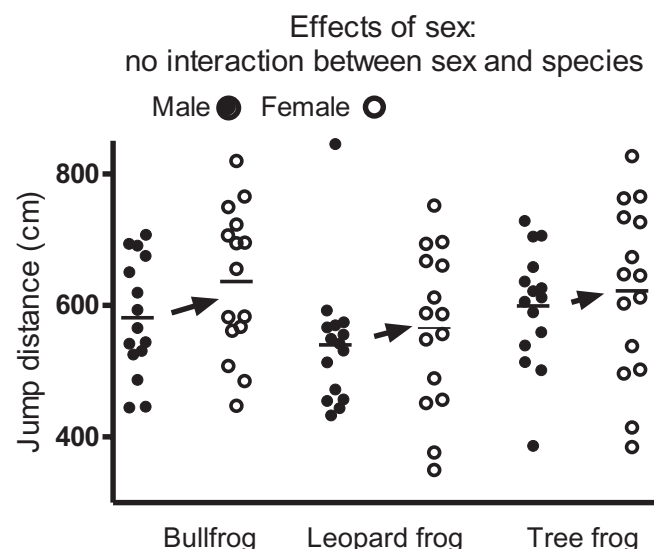 Effects of sex:
no interaction between sex and species
Male Female
800
600
400
Jump distance (cm)
Bullfrog Leopard frog Tree frog